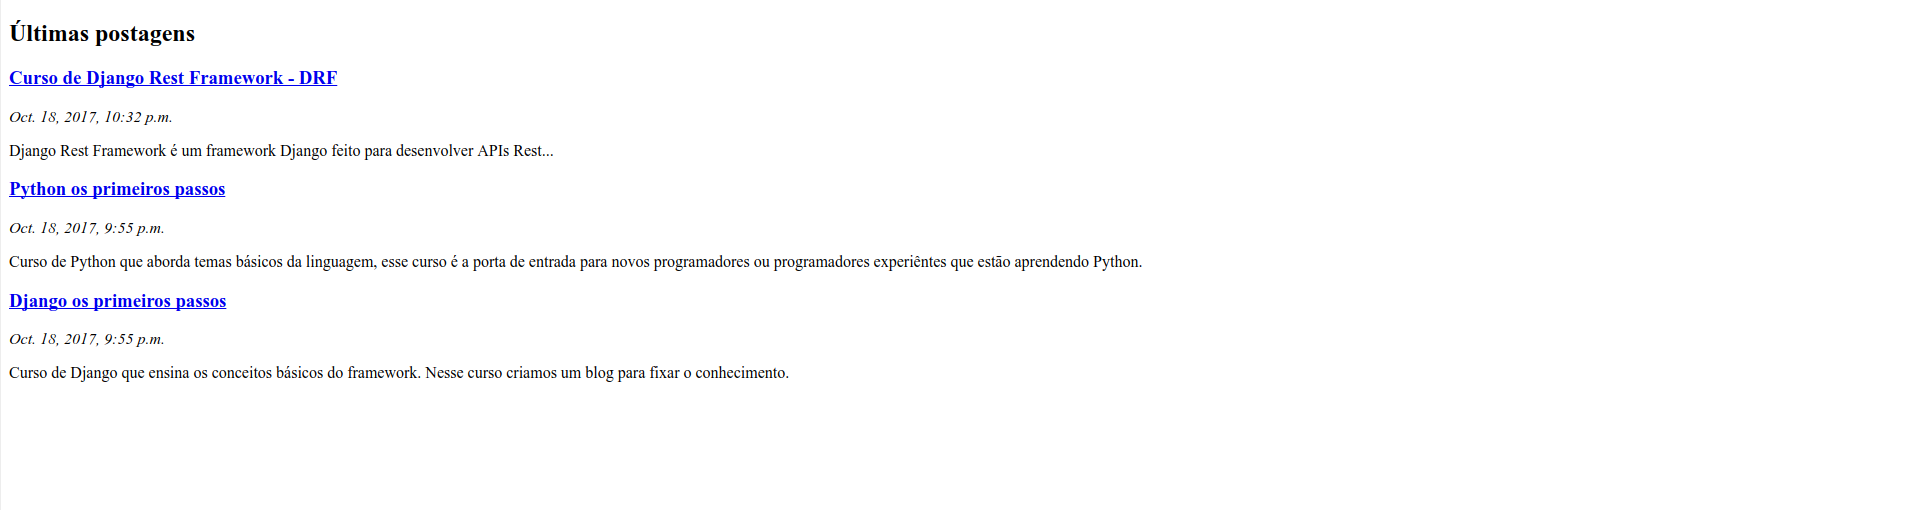 Últimas postagens
Curso de Django Rest Framework - DRF
Oct. 18, 2017, 10:32 p.m.
Django Rest Framework é um framework Django feito para desenvolver APIs Rest...
Python os primeiros passos
Oct. 18, 2017, 9:55 p.m.
Curso de Python que aborda temas básicos da linguagem, esse curso é a porta de entrada para novos programadores ou programadores experiêntes que estão aprendendo Python.
Django os primeiros passos
Oct. 18, 2017, 9:55 p.m.
Curso de Django que ensina os conceitos básicos do framework. Nesse curso criamos um blog para fixar o conhecimento.